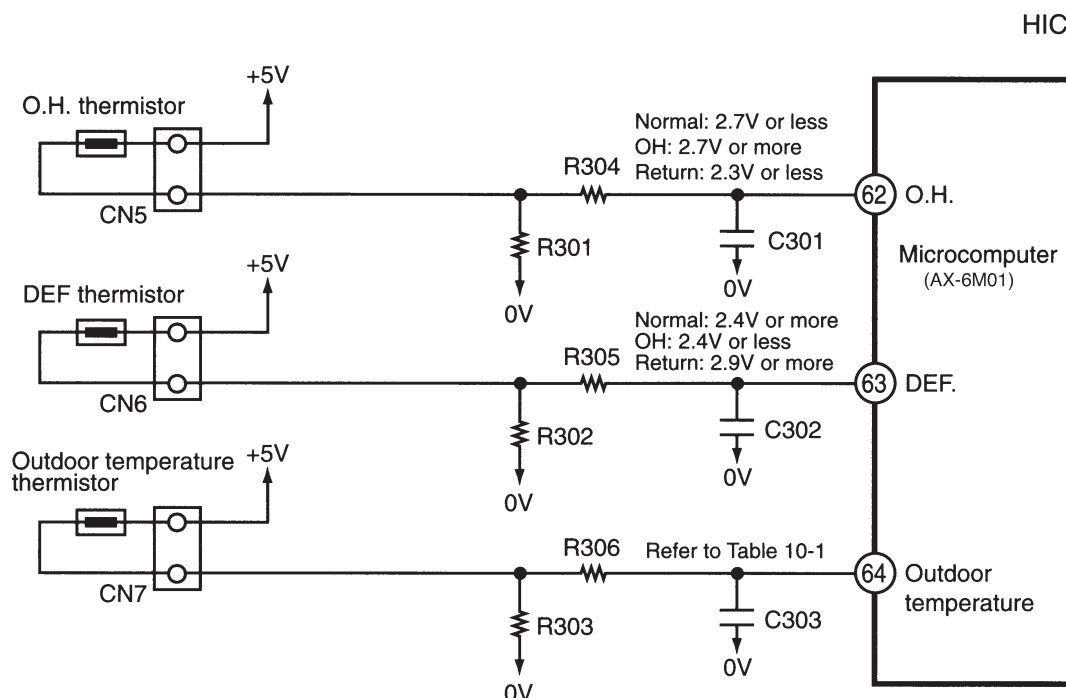 HIC
+5V
O.H. thermistor
CN5
R304
Normal: 2.7V or less
OH: 2.7V or more
Return: 2.3V or less
R301
0V
C301
0V
62
O.H.
Microcomputer
(AX-6M01)
+5V
DEF thermistor
CN6
R305
Normal: 2.4V or more
OH: 2.4V or less
Return: 2.9V or more
R302
0V
C302
0V
63
DEF.
+5V
Outdoor temperature
thermistor
CN7
R306
Refer to Table 10-1
R303
0V
C303
0V
64
Outdoor
temperature